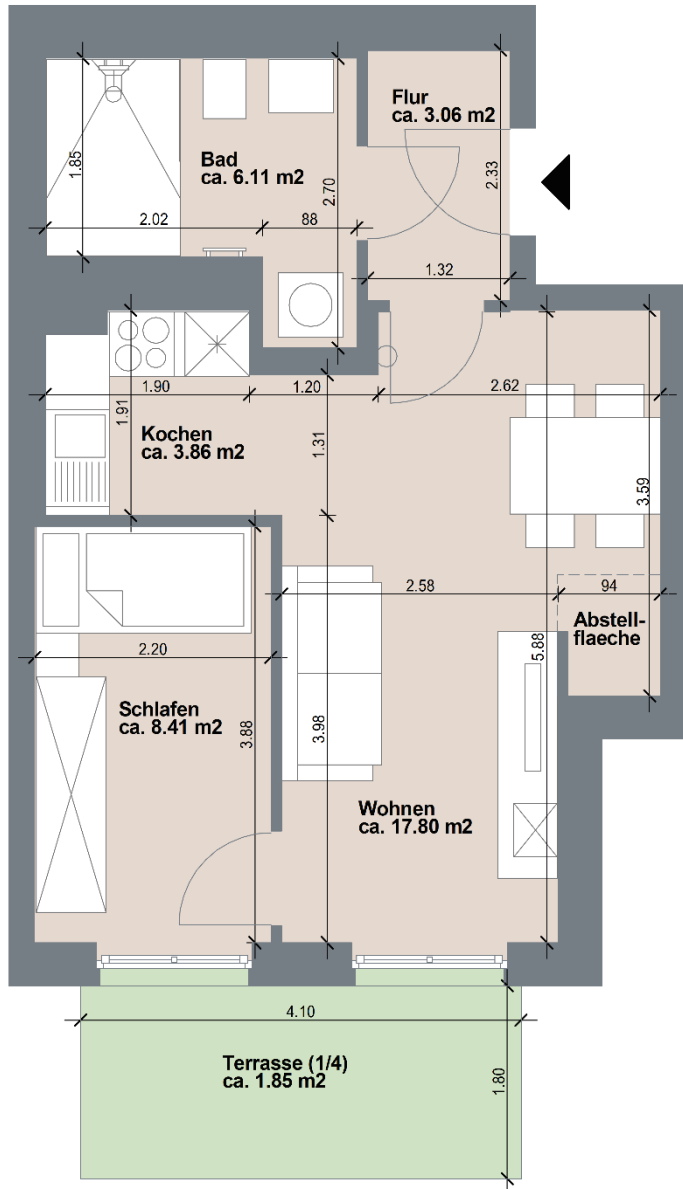 Flur
ca. 3.06 m2
Bad
ca. 6.11 m2
1.85
2.70
2.33
2.02
88
1.32
1.90
1.20
2.62
1.91
Kochen
ca. 3.86 m2
1.31
3.59
2.58
94
Abstell-
flaeche
5.88
2.20
Schlafen
ca. 8.41 m2
3.88
3.98
Wohnen
ca. 17.80 m2
4.10
Terrasse (1/4)
ca. 1.85 m2
1.80